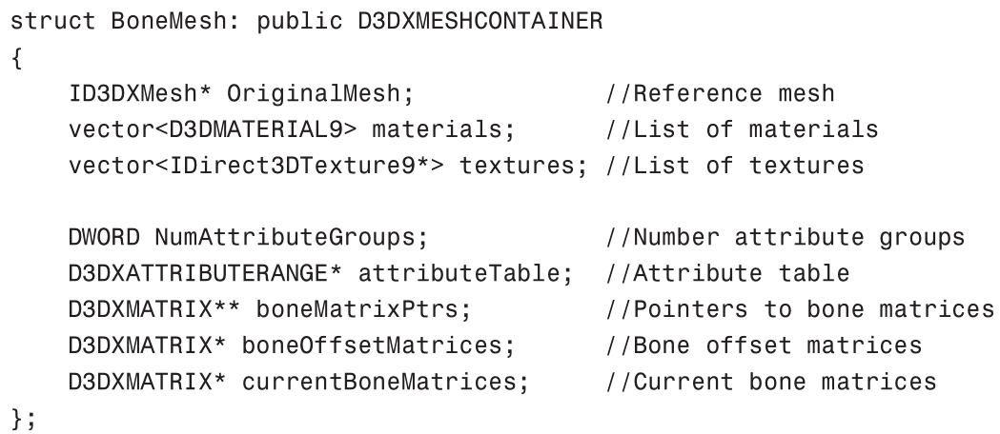 struct BoneMesh: public D3DXMESHCONTAINER
{
    ID3DXMesh* OriginalMesh;              //Reference mesh
    vector<D3DMATERIAL9> materials;       //List of materials
    vector<IDirect3DTexture9*> textures; //List of textures

    DWORD NumAttributeGroups;             //Number attribute groups
    D3DXATTRIBUTERANGE* attributeTable;  //Attribute table
    D3DXMATRIX** boneMatrixPtrs;          //Pointers to bone matrices
    D3DXMATRIX* boneOffsetMatrices;       //Bone offset matrices
    D3DXMATRIX* currentBoneMatrices;      //Current bone matrices
};